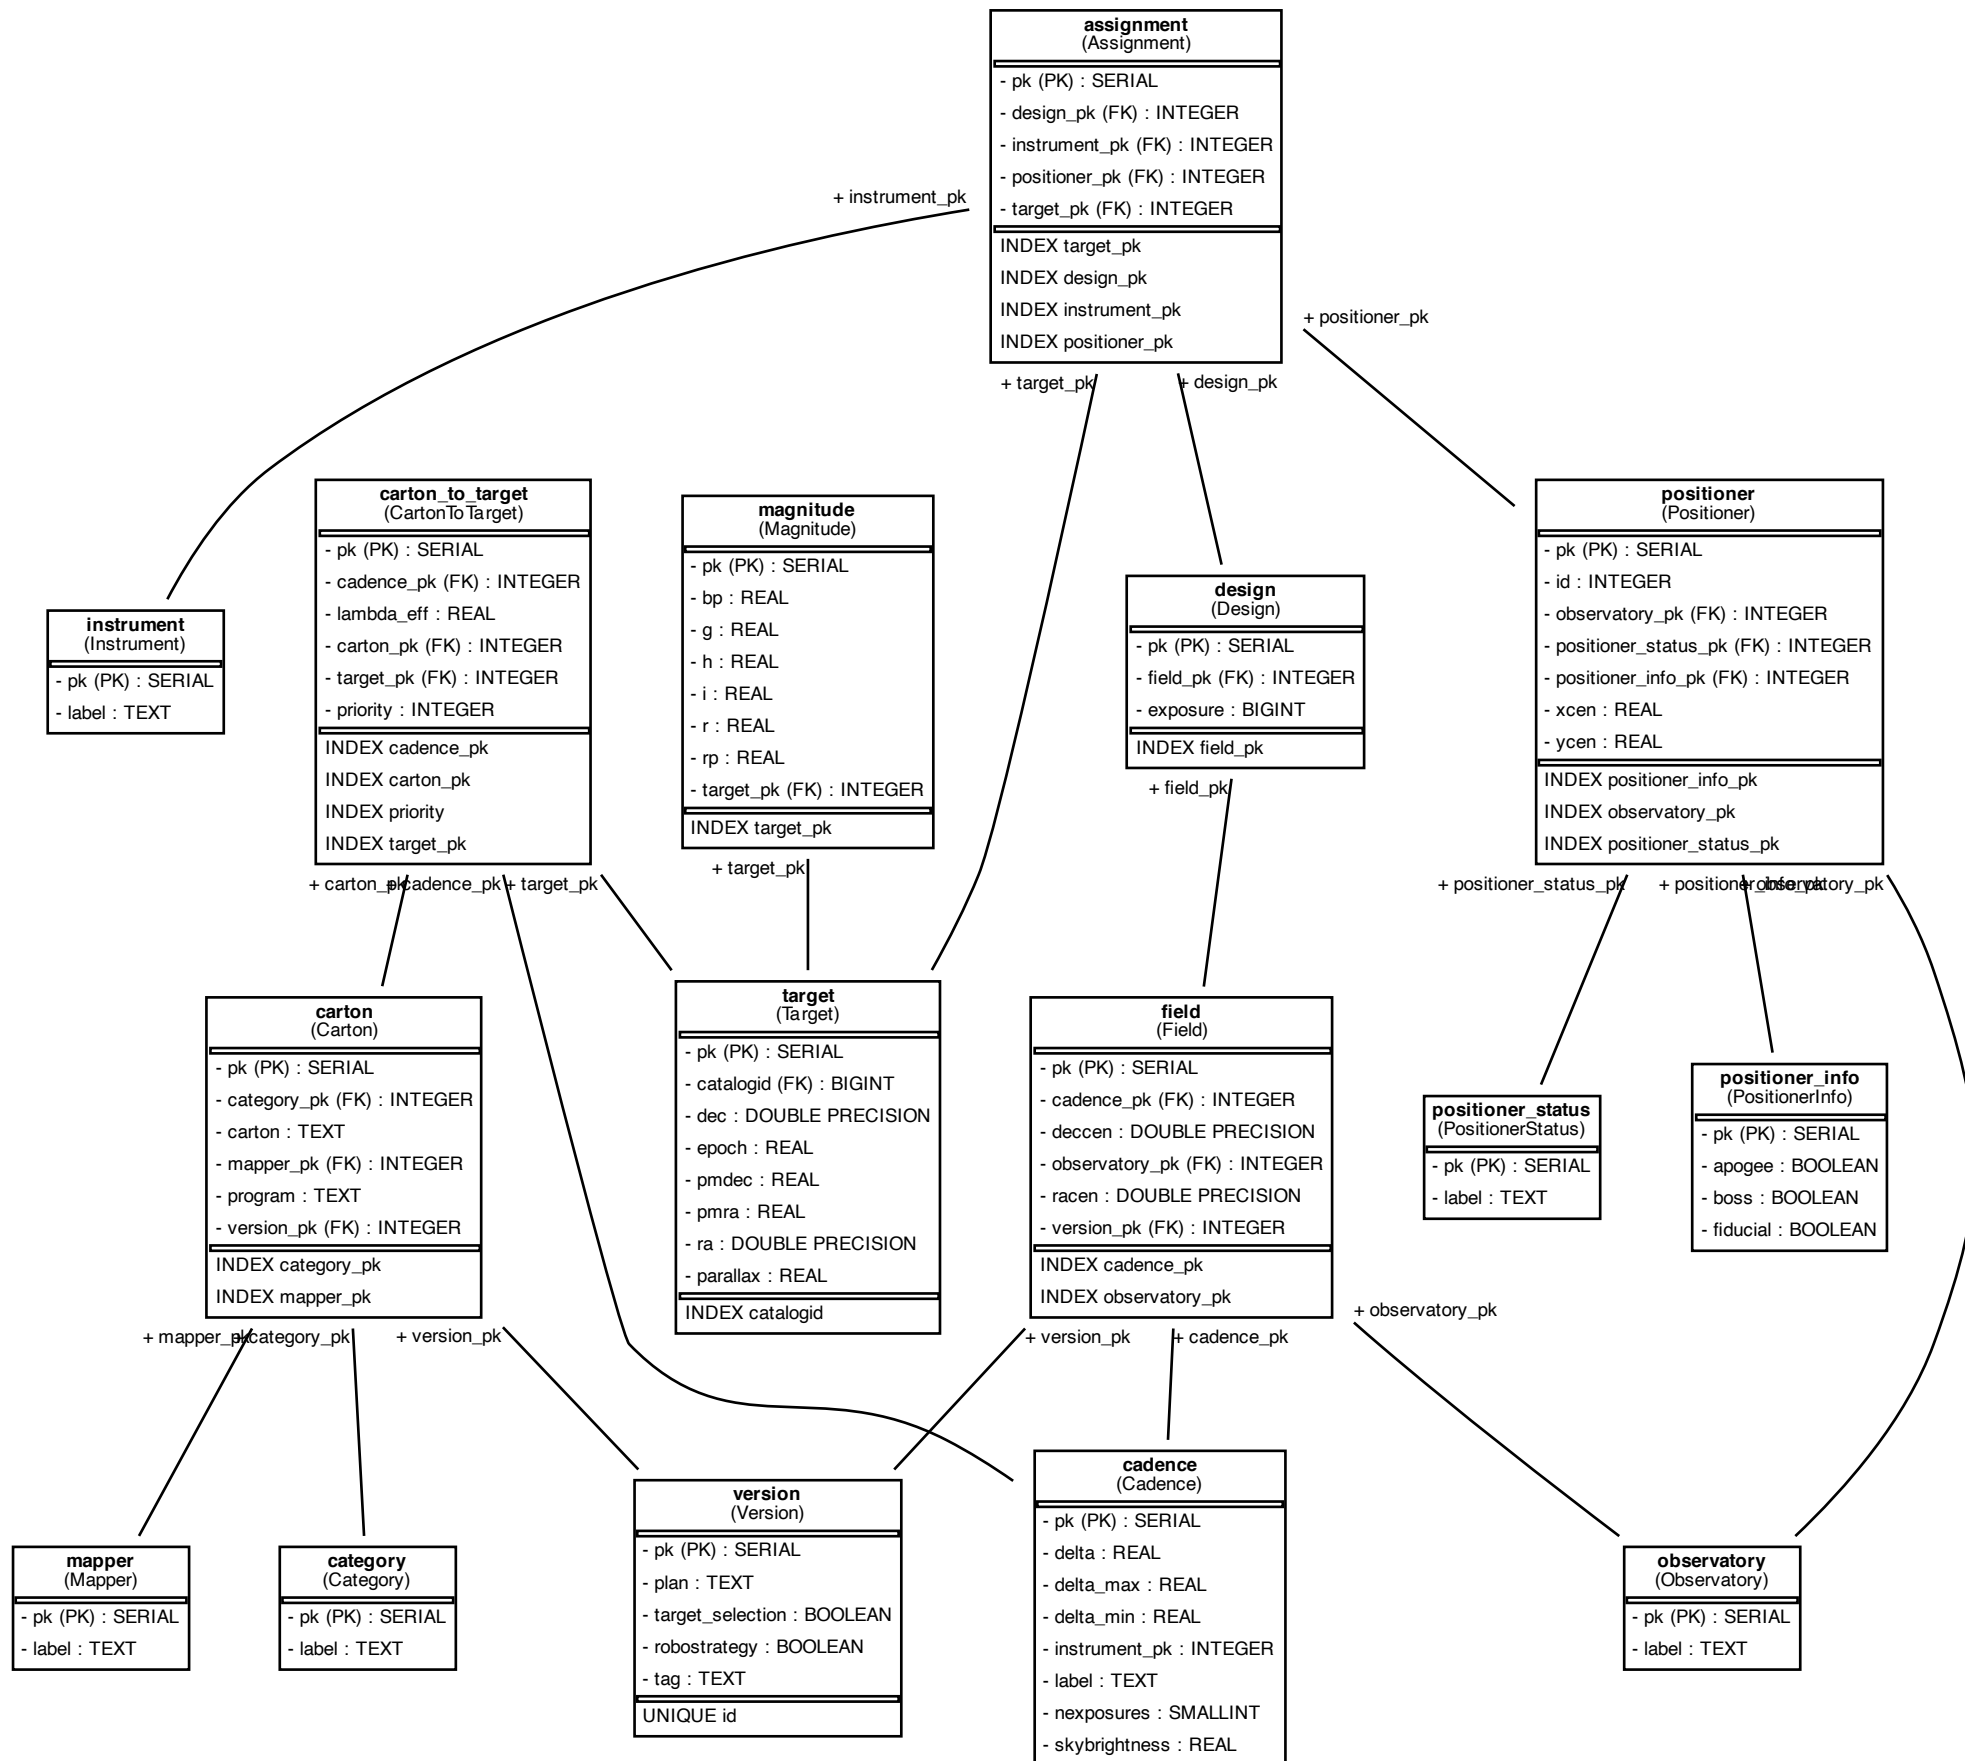 assignment
(Assignment)
- pk (PK) : SERIAL
- design_pk (FK) : INTEGER
- instrument_pk (FK) : INTEGER
- positioner_pk (FK) : INTEGER
- target_pk (FK) : INTEGER
INDEX target_pk
INDEX design_pk
INDEX instrument_pk
INDEX positioner_pk
+ instrument_pk
+ positioner_pk
+ target_pk
+ design_pk
carton_to_target
(CartonToTarget)
- pk (PK) : SERIAL
- cadence_pk (FK) : INTEGER
- lambda_eff : REAL
- carton_pk (FK) : INTEGER
- target_pk (FK) : INTEGER
- priority : INTEGER
INDEX cadence_pk
INDEX carton_pk
INDEX priority
INDEX target_pk
magnitude
(Magnitude)
- pk (PK) : SERIAL
- bp : REAL
- g : REAL
- h : REAL
- i : REAL
- r : REAL
- rp : REAL
- target_pk (FK) : INTEGER
INDEX target_pk
positioner
(Positioner)
- pk (PK) : SERIAL
- id : INTEGER
- observatory_pk (FK) : INTEGER
- positioner_status_pk (FK) : INTEGER
- positioner_info_pk (FK) : INTEGER
- xcen : REAL
- ycen : REAL
INDEX positioner_info_pk
INDEX observatory_pk
INDEX positioner_status_pk
design
(Design)
- pk (PK) : SERIAL
- field_pk (FK) : INTEGER
- exposure : BIGINT
INDEX field_pk
instrument
(Instrument)
- pk (PK) : SERIAL
- label : TEXT
+ field_pk
+ target_pk
+ carton_pk
+ cadence_pk
+ target_pk
+ positioner_status_pk
+ positioner_info_pk
+ observatory_pk
carton
(Carton)
- pk (PK) : SERIAL
- category_pk (FK) : INTEGER
- carton : TEXT
- mapper_pk (FK) : INTEGER
- program : TEXT
- version_pk (FK) : INTEGER
INDEX category_pk
INDEX mapper_pk
target
(Target)
- pk (PK) : SERIAL
- catalogid (FK) : BIGINT
- dec : DOUBLE PRECISION
- epoch : REAL
- pmdec : REAL
- pmra : REAL
- ra : DOUBLE PRECISION
- parallax : REAL
INDEX catalogid
field
(Field)
- pk (PK) : SERIAL
- cadence_pk (FK) : INTEGER
- deccen : DOUBLE PRECISION
- observatory_pk (FK) : INTEGER
- racen : DOUBLE PRECISION
- version_pk (FK) : INTEGER
INDEX cadence_pk
INDEX observatory_pk
positioner_status
(PositionerStatus)
- pk (PK) : SERIAL
- label : TEXT
positioner_info
(PositionerInfo)
- pk (PK) : SERIAL
- apogee : BOOLEAN
- boss : BOOLEAN
- fiducial : BOOLEAN
+ mapper_pk
+ category_pk
+ version_pk
+ version_pk
+ cadence_pk
+ observatory_pk
mapper
(Mapper)
- pk (PK) : SERIAL
- label : TEXT
category
(Category)
- pk (PK) : SERIAL
- label : TEXT
version
(Version)
- pk (PK) : SERIAL
- plan : TEXT
- target_selection : BOOLEAN
- robostrategy : BOOLEAN
- tag : TEXT
UNIQUE id
cadence
(Cadence)
- pk (PK) : SERIAL
- delta : REAL
- delta_max : REAL
- delta_min : REAL
- instrument_pk : INTEGER
- label : TEXT
- nexposures : SMALLINT
- skybrightness : REAL
observatory
(Observatory)
- pk (PK) : SERIAL
- label : TEXT